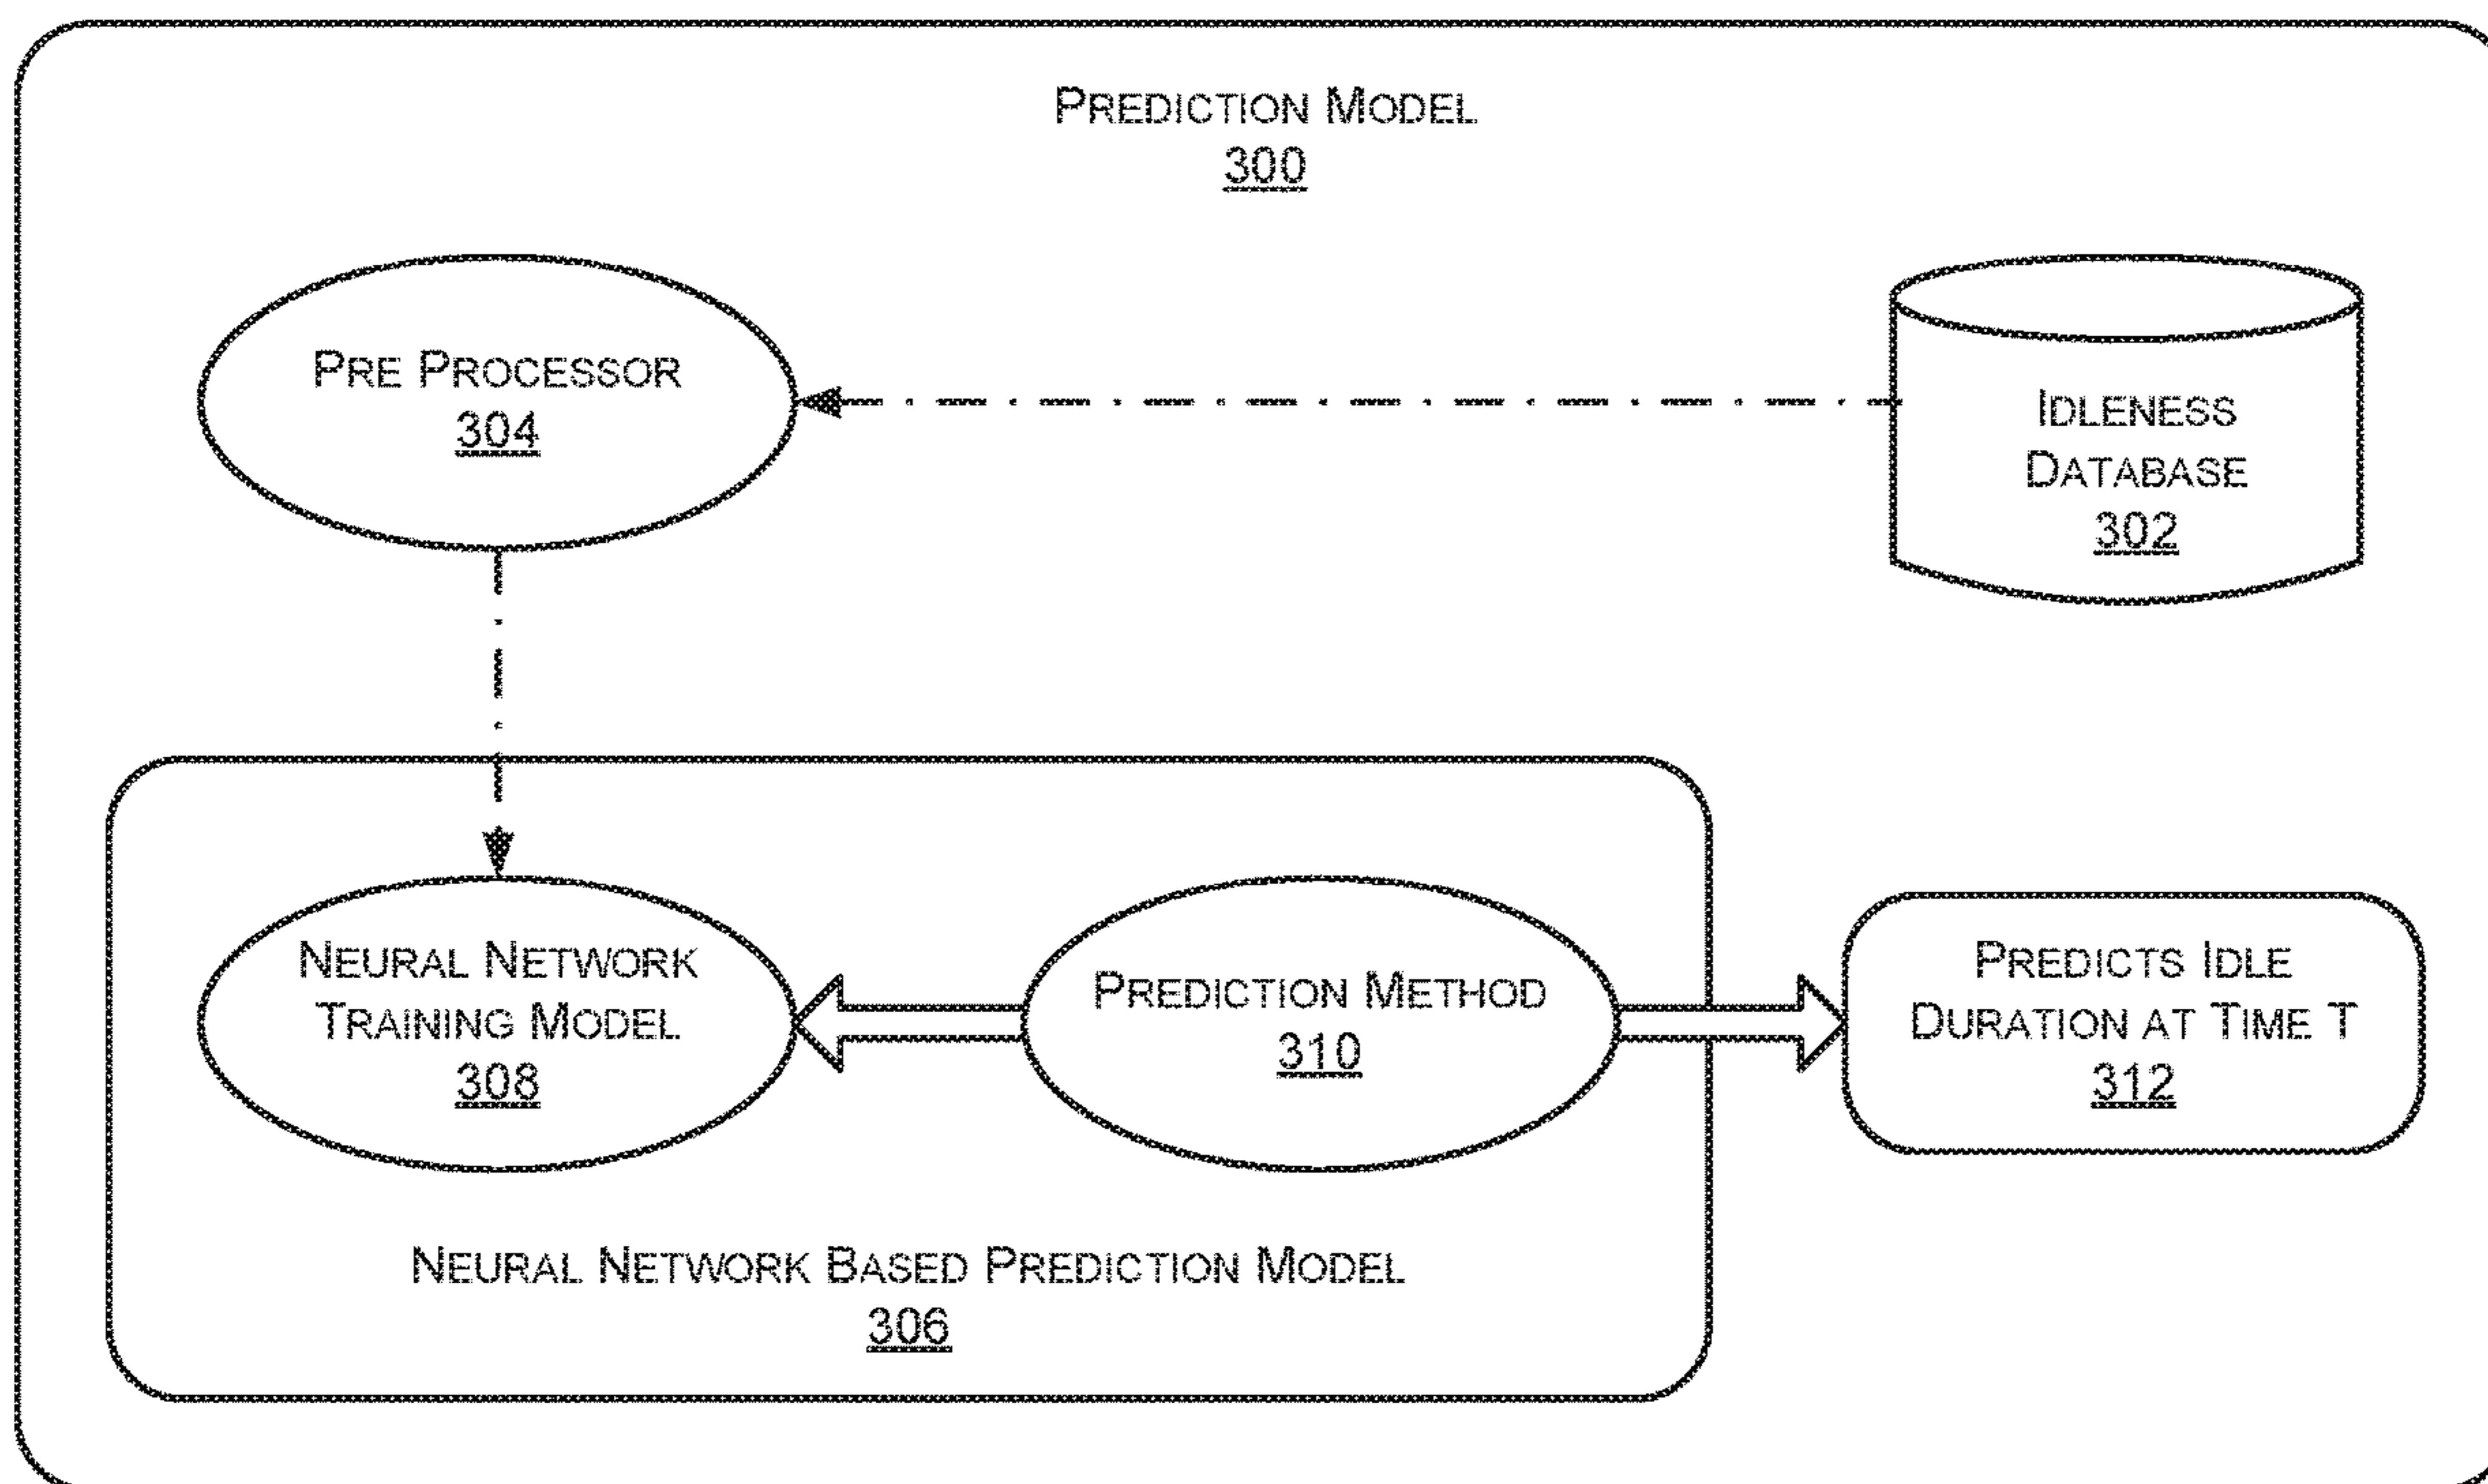 PREDICTION MODEL
300
PRE PROCESSOR
304
IDLENESS
DATABASE
302
NEURAL NETWORK
TRAINING MODEL
308
PREDICTION METHOD
310
PREDICTS IDLE
DURATION AT TIME T
312
NEURAL NETWORK BASED PREDICTION MODEL
306